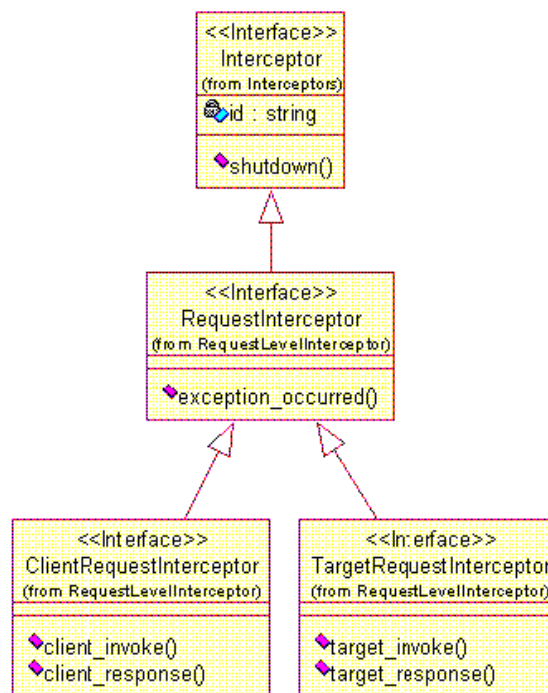 <<Interface>>
Interceptor
(from Interceptors)
id : string
shutdown()
<<Interface>>
RequestInterceptor
(from RequestLevelInterceptor)
exception_occurred()
<<Interface>>
ClientRequestInterceptor
(from RequestLevelInterceptor)
client_invoke()
client_response()
<<In:erface>>
TargetRequestInterceptor
(from RequestLevelInterceptor)
target_invoke()
target_response()